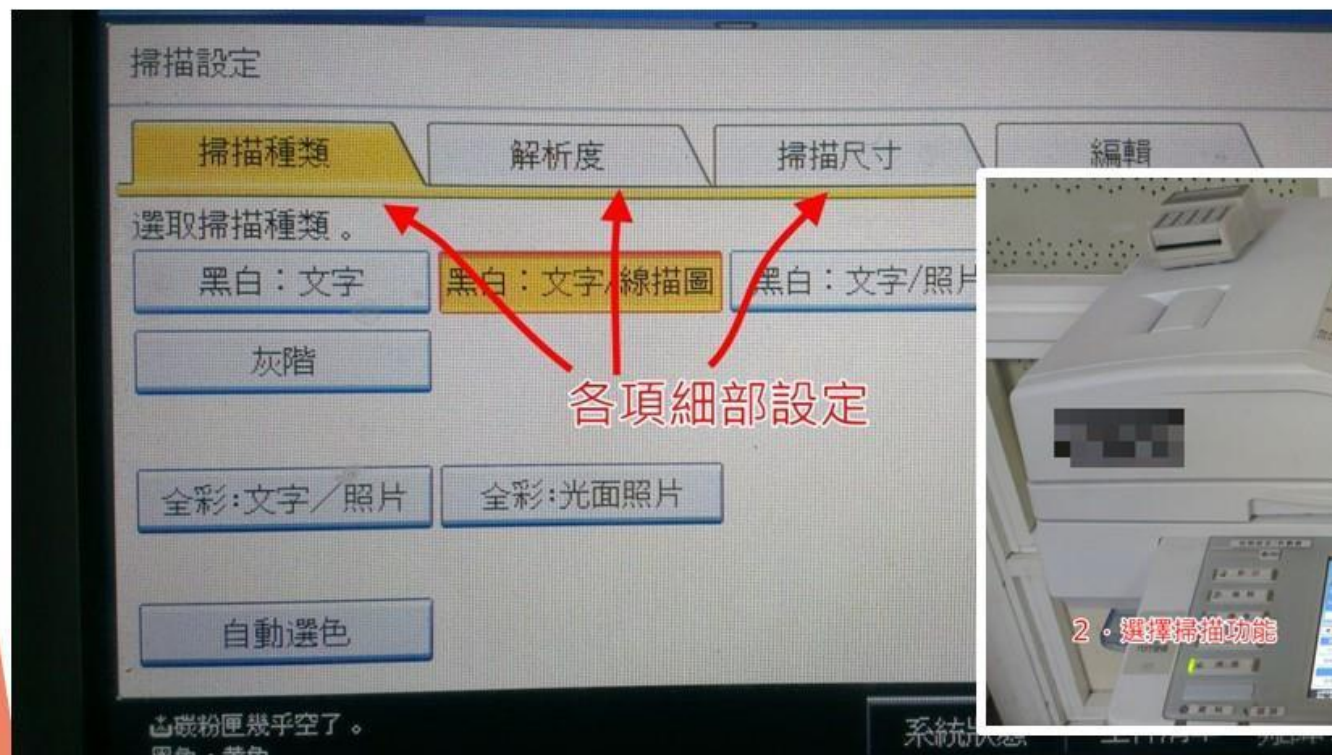 掃描設定
掃描種類
解析度
掃描尺寸
編輯
選取掃描種類。
黑白：文字
黑白：文字/線描圖
黑白：文字/照片
灰階
各項細部設定
全彩:文字／照片
全彩:光面照片
自動選色
2．選擇掃描功能
碳粉匣幾乎空了。
系統狀態